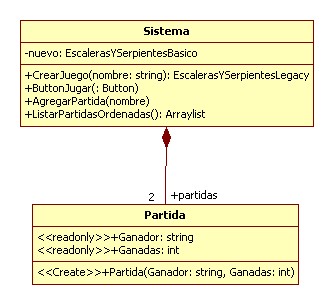 Sistema
-nuevo: EscalerasYSerpientesBasico
+CrearJuego(nombre: string): EscalerasYSerpientesLegacy
+ButtonJugar(: Button)
+AgregarPartida(nombre)
+ListarPartidasOrdenadas(): Arraylist
2 +partidas
Partida
<<readonly>>+Ganador: string
<<readonly>>+Ganadas: int
<<Create>>+Partida(Ganador: string, Ganadas: int)